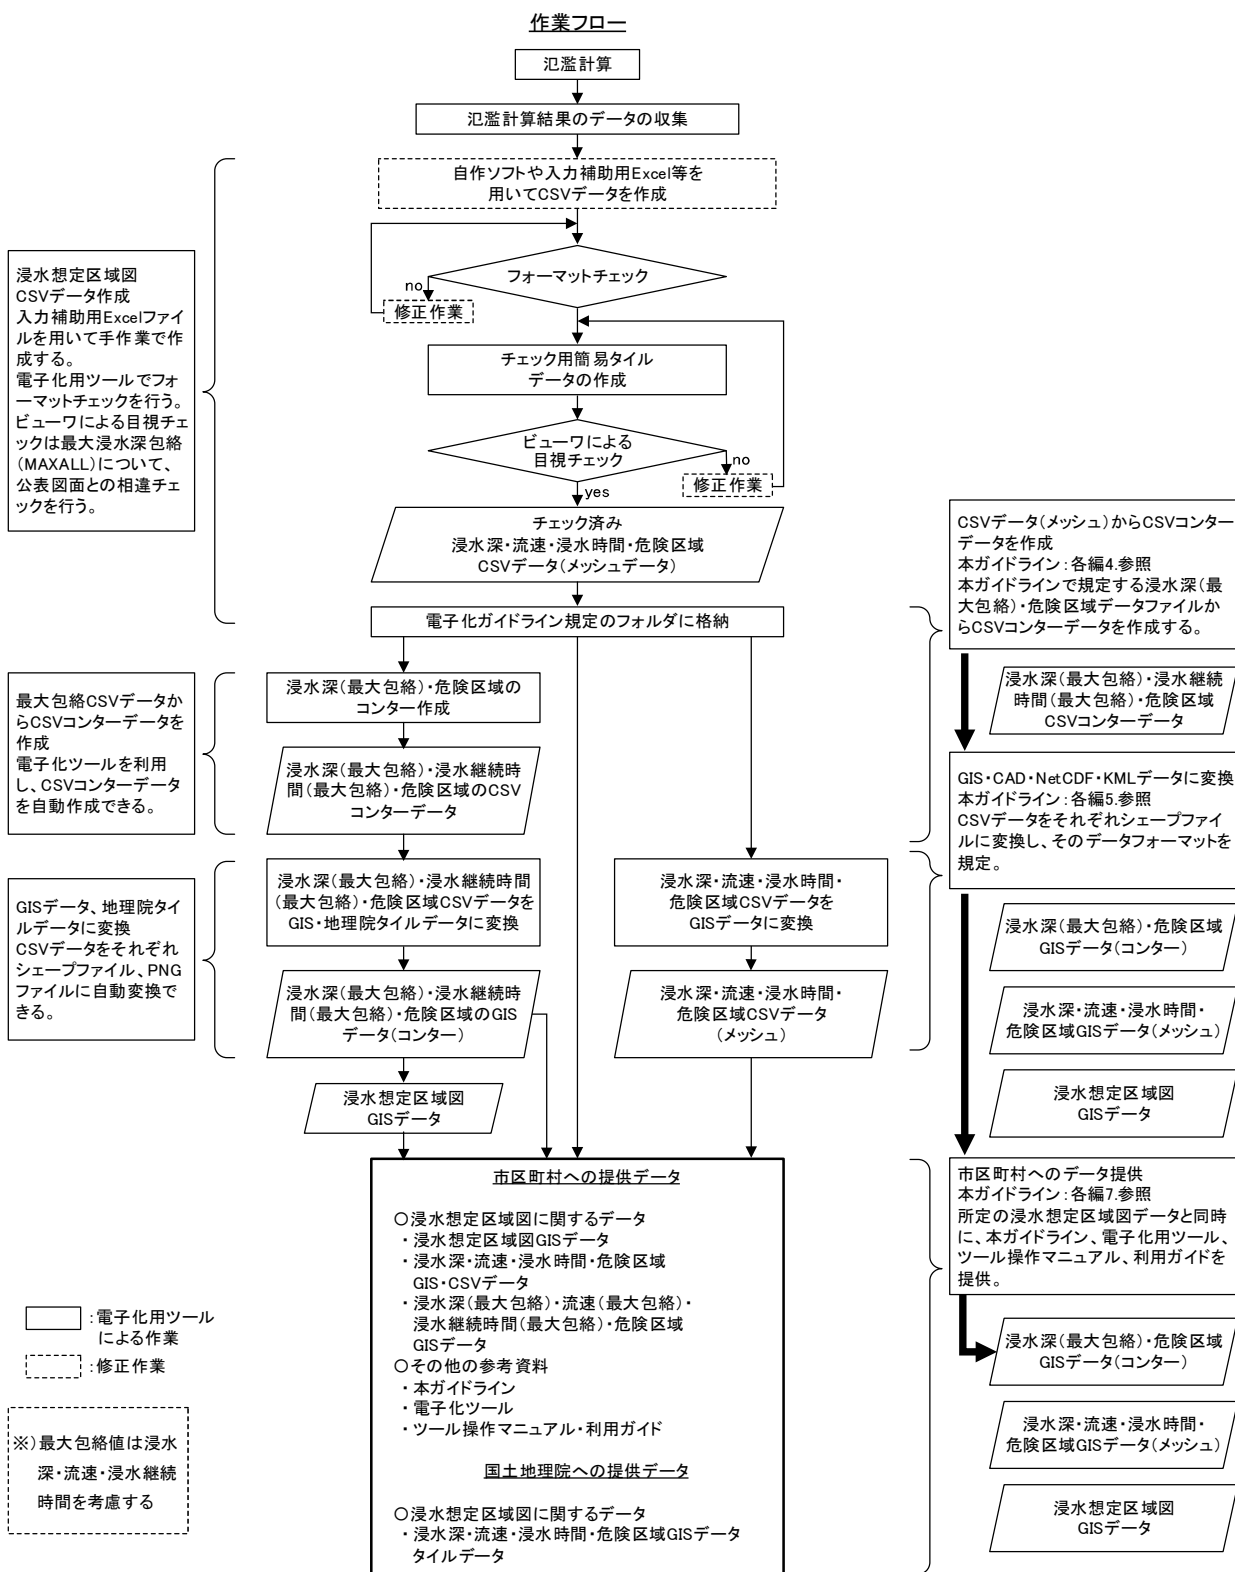 作業フロー
氾濫計算
氾濫計算結果のデータの収集
自作ソフトや入力補助用Excel等を
用いてCSVデータを作成
フォーマットチェック
no
修正作業
チェック用簡易タイル
データの作成
ビューワによる
目視チェック
no
修正作業
yes
チェック済み
浸水深・流速・浸水時間・危険区域
CSVデータ(メッシュデータ)
電子化ガイドライン規定のフォルダに格納
浸水想定区域図
CSVデータ作成
入力補助用Excelファイ
ルを用いて手作業で作
成する。
電子化用ツールでフォ
ーマットチェックを行う。
ビューワによる目視チェ
ックは最大浸水深包絡
(MAXALL)について、
公表図面との相違チェ
ックを行う。
最大包絡CSVデータか
らCSVコンターデータを
作成
電子化ツールを利用
し、CSVコンターデータ
を自動作成できる。
GISデータ、地理院タイ
ルデータに変換
CSVデータをそれぞれ
シェープファイル、PNG
ファイルに自動変換で
きる。
浸水深(最大包絡)・危険区域の
コンター作成
浸水深(最大包絡)・浸水継続時
間(最大包絡)・危険区域のCSV
コンターデータ
浸水深(最大包絡)・浸水継続時間
(最大包絡)・危険区域CSVデータを
GIS・地理院タイルデータに変換
浸水深(最大包絡)・浸水継続時
間(最大包絡)・危険区域のGIS
データ(コンター)
浸水想定区域図
GISデータ
浸水深・流速・浸水時間・
危険区域CSVデータを
GISデータに変換
浸水深・流速・浸水時間・
危険区域CSVデータ
(メッシュ)
市区町村への提供データ
○浸水想定区域図に関するデータ
・浸水想定区域図GISデータ
・浸水深・流速・浸水時間・危険区域
GIS・CSVデータ
・浸水深(最大包絡)・流速(最大包絡)・
浸水継続時間(最大包絡)・危険区域
GISデータ
○その他の参考資料
・本ガイドライン
・電子化ツール
・ツール操作マニュアル・利用ガイド
国土地理院への提供データ
○浸水想定区域図に関するデータ
・浸水深・流速・浸水時間・危険区域GISデータ
タイルデータ
CSVデータ(メッシュ)からCSVコンター
データを作成
本ガイドライン:各編4.参照
本ガイドラインで規定する浸水深(最
大包絡)・危険区域データファイルか
らCSVコンターデータを作成する。
浸水深(最大包絡)・浸水継続
時間(最大包絡)・危険区域
CSVコンターデータ
GIS・CAD・NetCDF・KMLデータに変換
本ガイドライン:各編5.参照
CSVデータをそれぞれシェープファイ
ルに変換し、そのデータフォーマットを
規定。
浸水深(最大包絡)・危険区域
GISデータ(コンター)
浸水深・流速・浸水時間・
危険区域GISデータ(メッシュ)
浸水想定区域図
GISデータ
市区町村へのデータ提供
本ガイドライン:各編7.参照
所定の浸水想定区域図データと同時
に、本ガイドライン、電子化用ツール、
ツール操作マニュアル、利用ガイドを
提供。
浸水深(最大包絡)・危険区域
GISデータ(コンター)
浸水深・流速・浸水時間・
危険区域GISデータ(メッシュ)
浸水想定区域図
GISデータ
:電子化用ツール
による作業
:修正作業
※)最大包絡値は浸水
深・流速・浸水継続
時間を考慮する